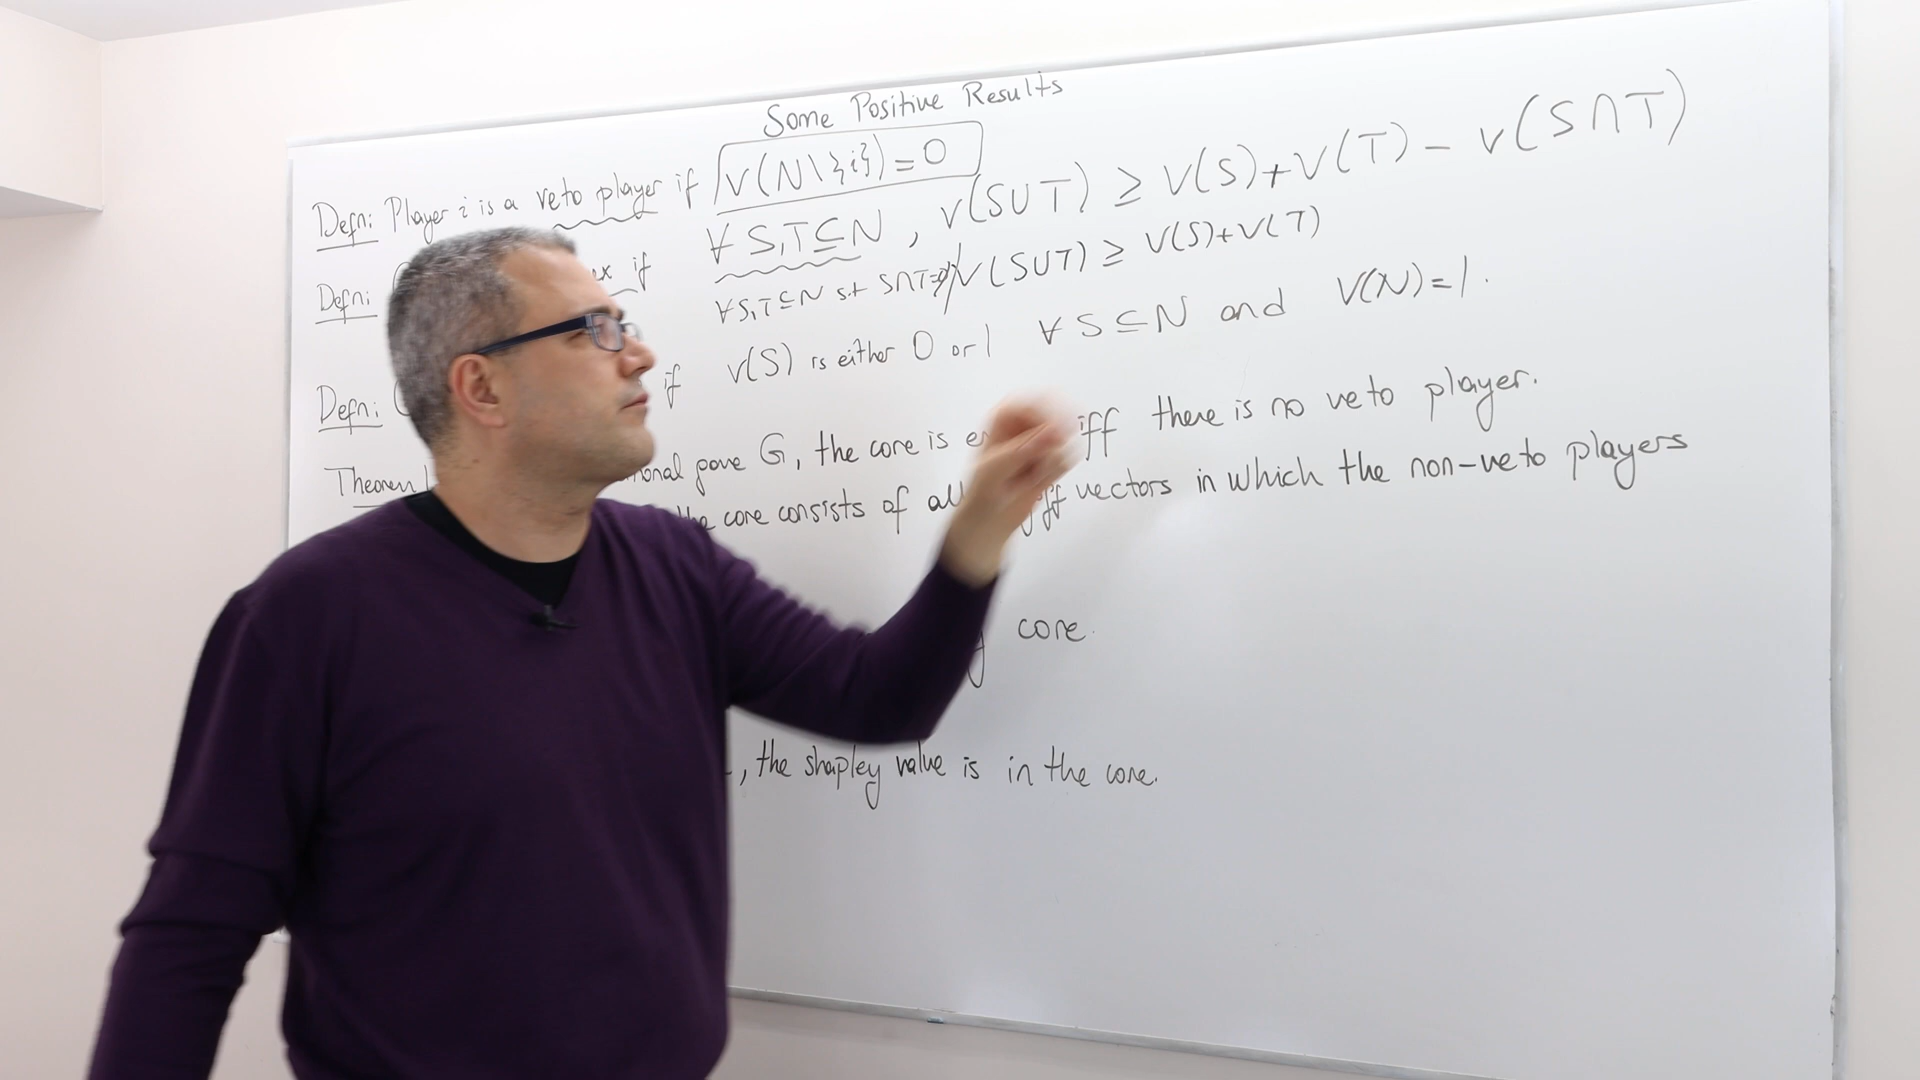 Some Positive Results
Defn: Player i is a veto player if V(N\{i})=0
Defn: if ∀ S,T⊆N, v(S∪T) ≥ V(S)+V(T) - v(S∩T)
∀S,T⊆N s.t S∩T=∅ V(S∪T) ≥ V(S)+V(T)
Defn: if v(S) is either 0 or 1 ∀ S⊆N and V(N)=1.
Theorem G, the core is iff there is no veto player.
the core consists of all vectors in which the non-veto players
core.
, the shapley value is in the core.